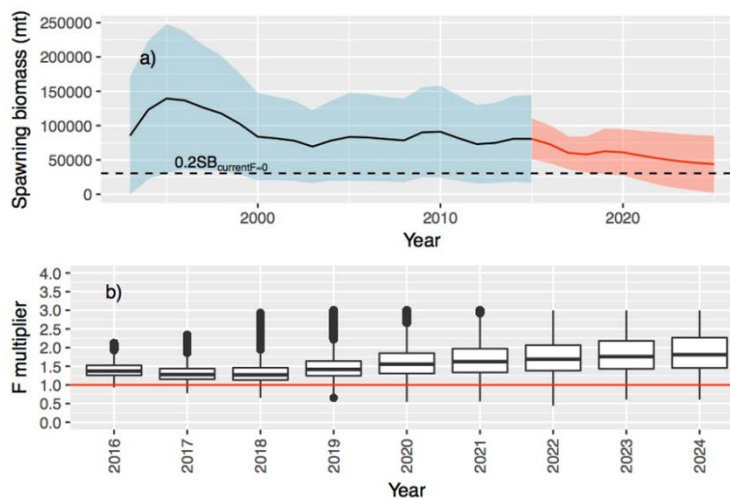 250000
200000
150000
100000
50000
0
Spawning biomass (mt)
a)
0.2SBcurrentF=0
2000 2010 2020
Year
4.0
3.5
3.0
2.5
2.0
1.5
1.0
0.5
0.0
F multiplier
b)
2016 2017 2018 2019 2020 2021 2022 2023 2024
Year